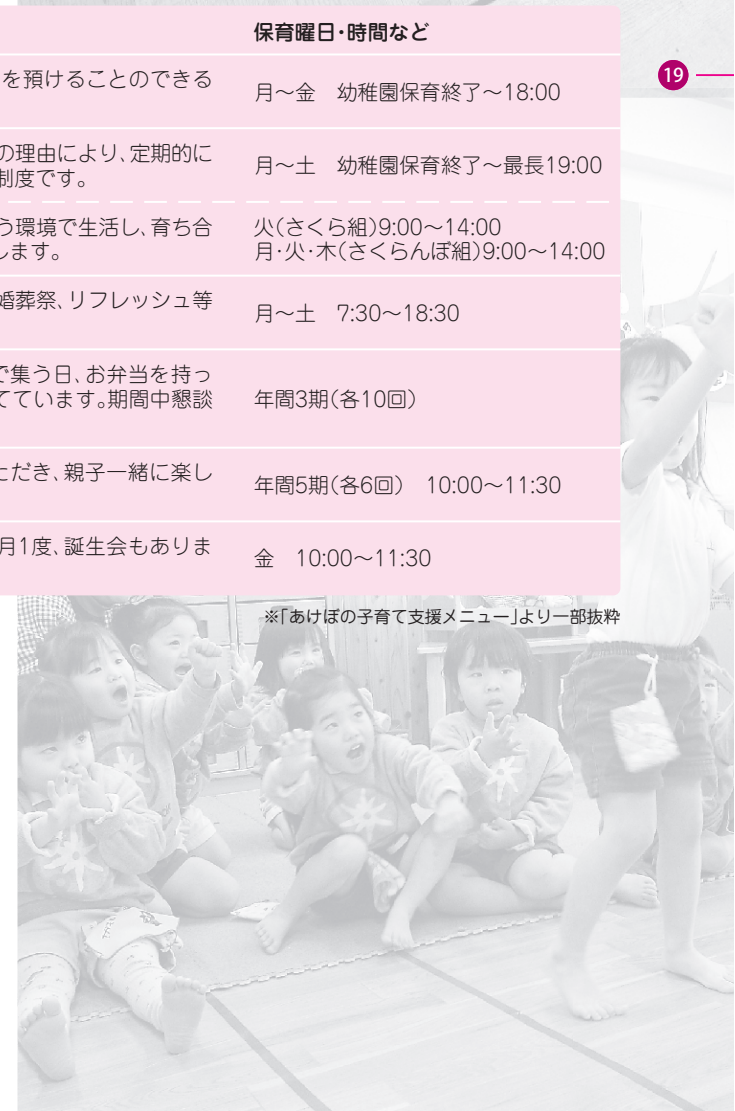 保育曜日・時間など
19
を預けることのできる
月〜金　幼稚園保育終了〜18:00
の理由により、定期的に
制度です。
月〜土　幼稚園保育終了〜最長19:00
う環境で生活し、育ち合
します。
火（さくら組）9:00〜14:00
月・火・木（さくらんぼ組）9:00〜14:00
婚葬祭、リフレッシュ等
月〜土　7:30〜18:30
で集う日、お弁当を持っ
てています。期間中懇談
年間3期（各10回）
ただき、親子一緒に楽し
年間5期（各6回）　10:00〜11:30
月1度、誕生会もありま
金　10:00〜11:30
※「あけぼの子育て支援メニュー」より一部抜粋